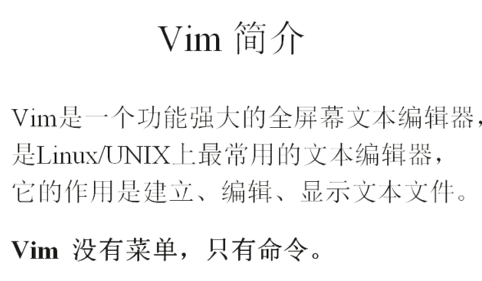 Vim 简介
Vim是一个功能强大的全屏幕文本编辑器，
是Linux/UNIX上最常用的文本编辑器，
它的作用是建立、编辑、显示文本文件。
Vim 没有菜单，只有命令。